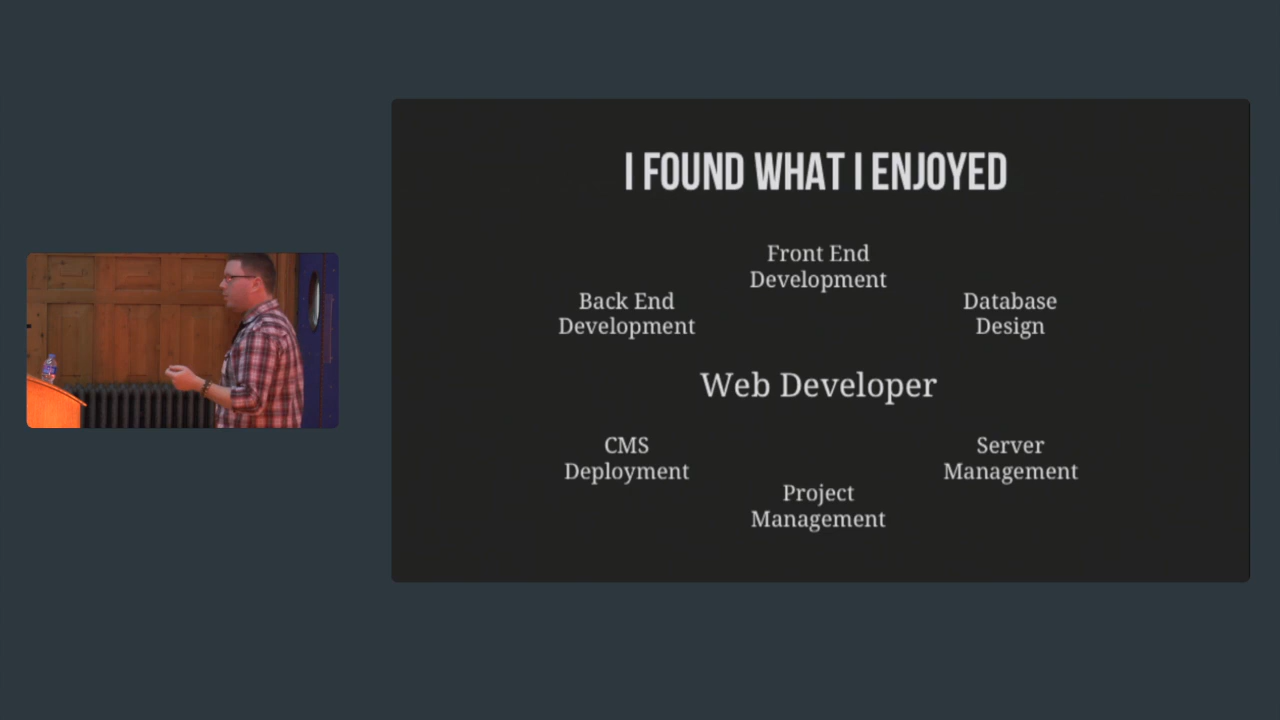 I FOUND WHAT I ENJOYED
Front End
Development
Back End
Development
Database
Design
Web Developer
CMS
Deployment
Server
Management
Project
Management